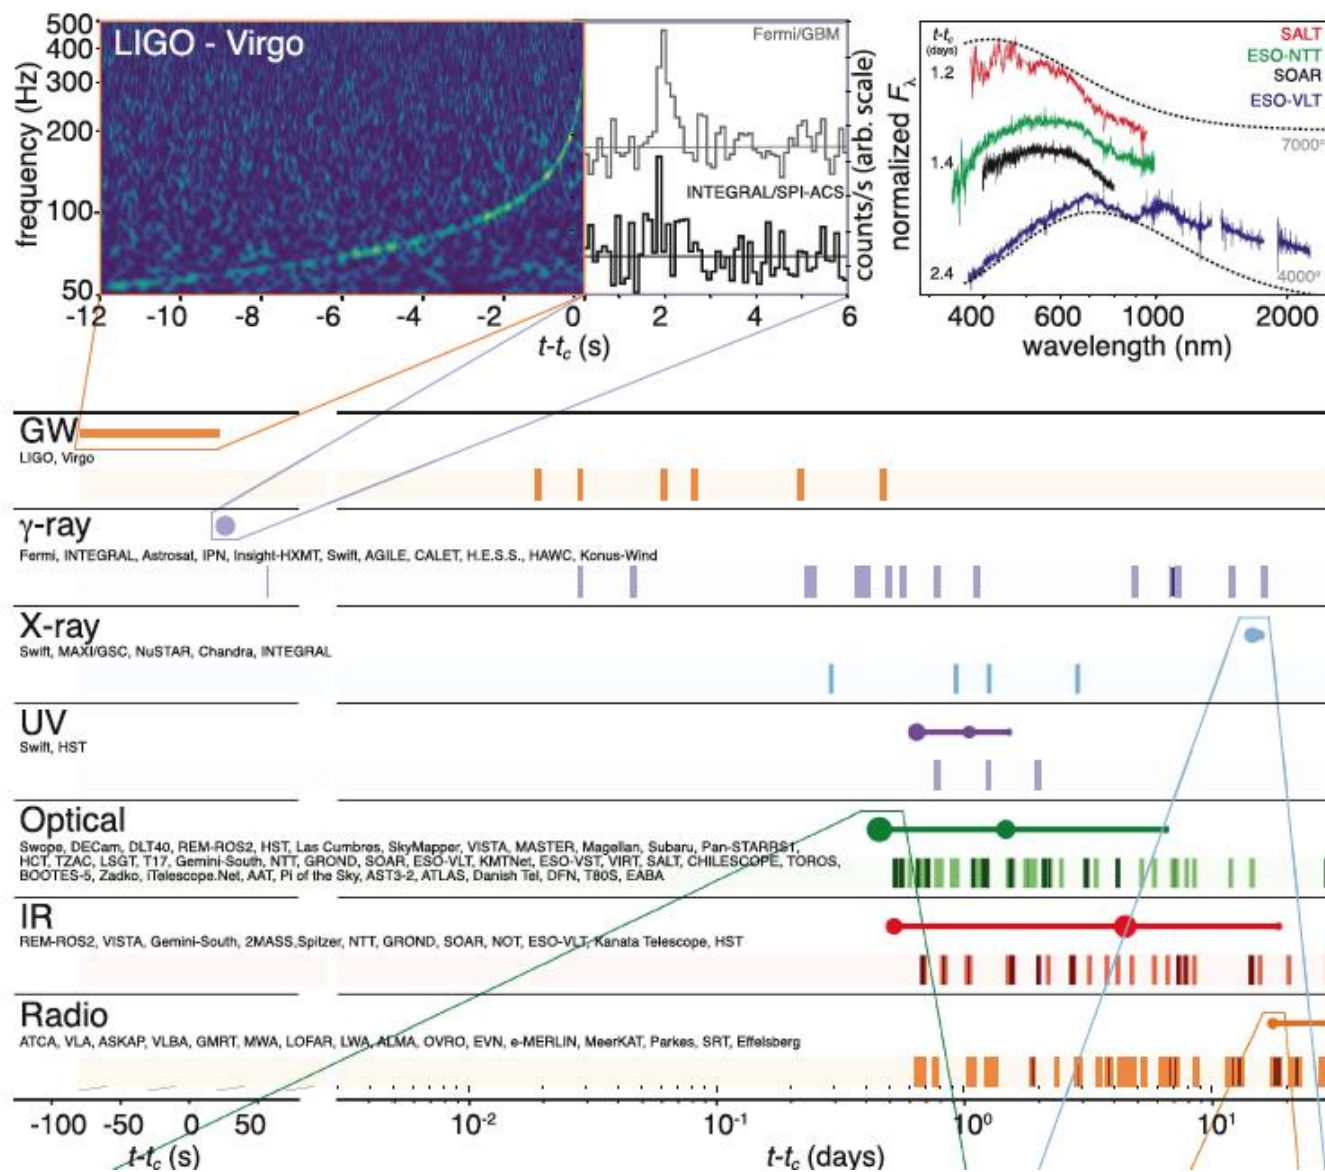 LIGO - Virgo
frequency (Hz)
500
400
300
200
100
50
-12 -10 -8 -6 -4 -2 0 2 4 6
t-tc (s)
Fermi/GBM
INTEGRAL/SPI-ACS
counts/s (arb. scale)
normalized Fλ
t-tc
(days)
1.2
1.4
2.4
SALT
ESO-NTT
SOAR
ESO-VLT
7000°
4000°
400 600 1000 2000
wavelength (nm)
GW
LIGO, Virgo
γ-ray
Fermi, INTEGRAL, Astrosat, IPN, Insight-HXMT, Swift, AGILE, CALET, H.E.S.S., HAWC, Konus-Wind
X-ray
Swift, MAXI/GSC, NuSTAR, Chandra, INTEGRAL
UV
Swift, HST
Optical
Swope, DECam, DLT40, REM-ROS2, HST, Las Cumbres, SkyMapper, VISTA, MASTER, Magellan, Subaru, Pan-STARRS1,
HCT, TZAC, LSGT, T17, Gemini-South, NTT, GROND, SOAR, ESO-VLT, KMTNet, ESO-VST, VIRT, SALT, CHILESCOPE, TOROS,
BOOTES-5, Zadko, iTelescope.Net, AAT, Pi of the Sky, AST3-2, ATLAS, Danish Tel, DFN, T80S, EABA
IR
REM-ROS2, VISTA, Gemini-South, 2MASS,Spitzer, NTT, GROND, SOAR, NOT, ESO-VLT, Kanata Telescope, HST
Radio
ATCA, VLA, ASKAP, VLBA, GMRT, MWA, LOFAR, LWA, ALMA, OVRO, EVN, e-MERLIN, MeerKAT, Parkes, SRT, Effelsberg
-100 -50 0 50 10⁻² 10⁻¹ 10⁰ 10¹
t-tc (s) t-tc (days)